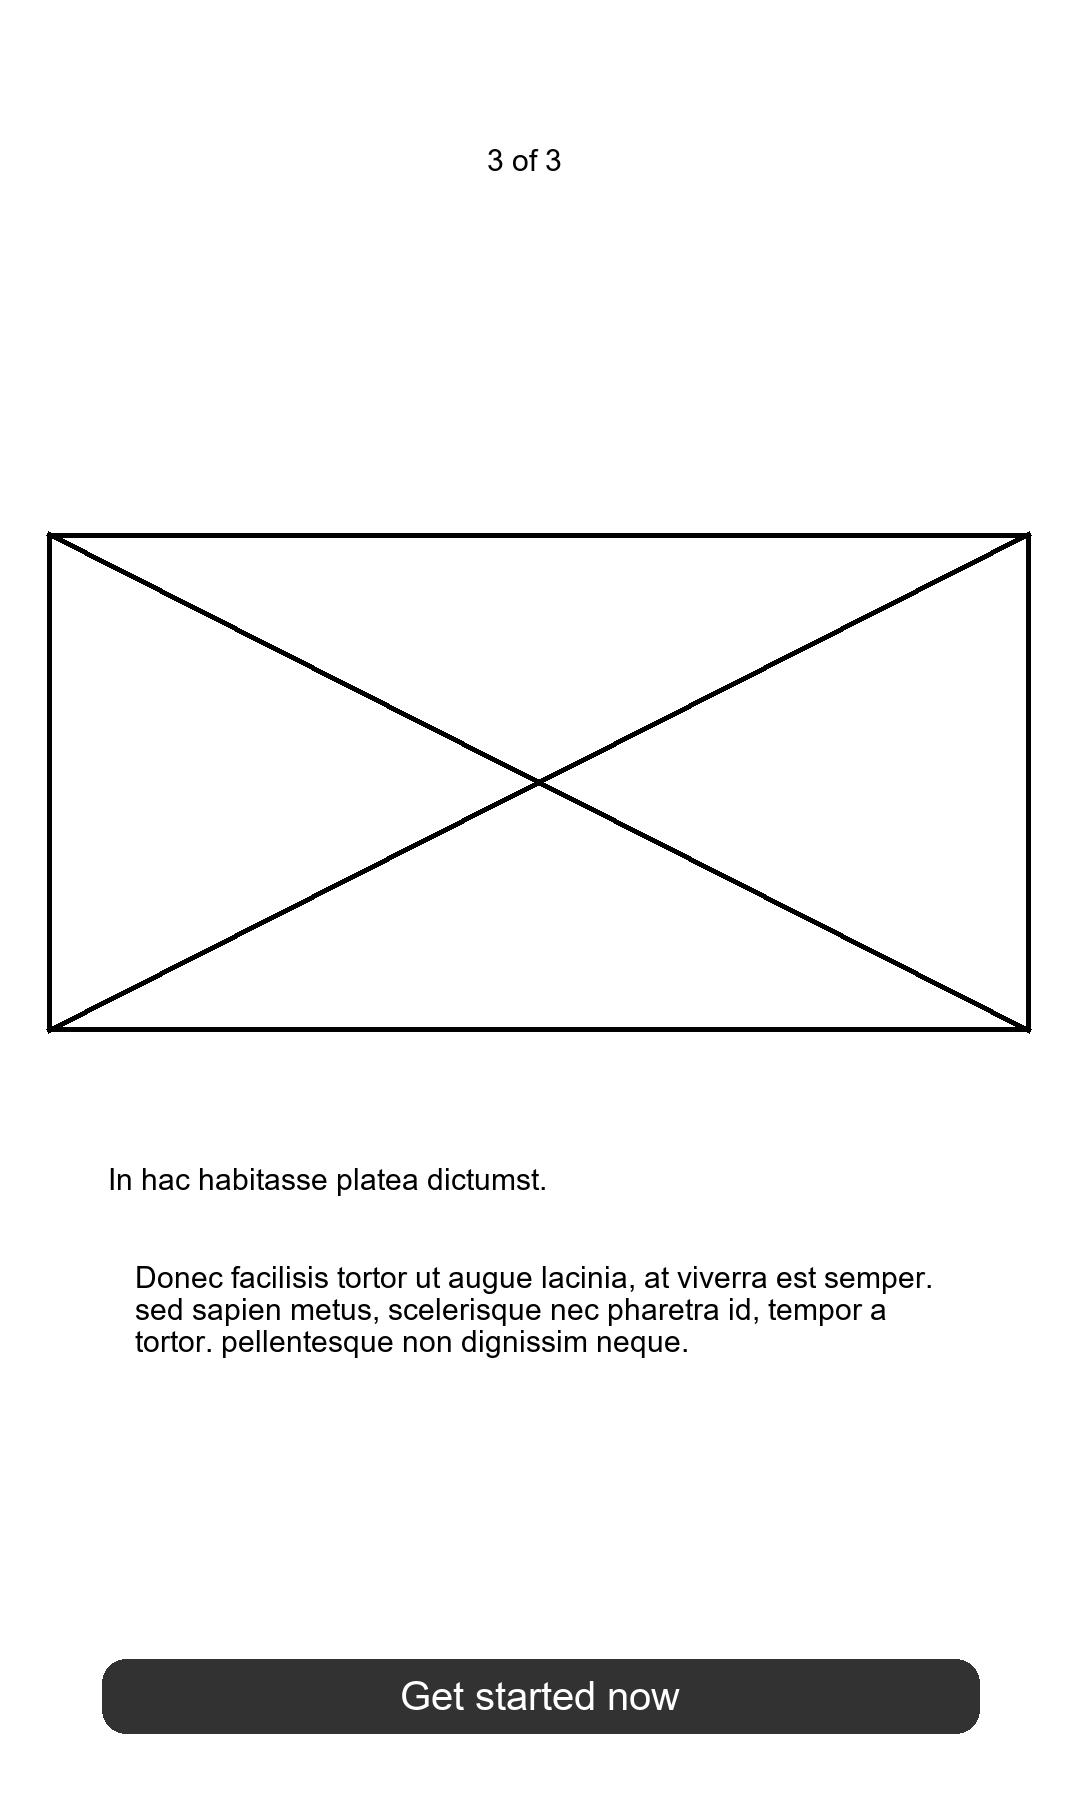 3 of 3
In hac habitasse platea dictumst.
Donec facilisis tortor ut augue lacinia, at viverra est semper.
sed sapien metus, scelerisque nec pharetra id, tempor a
tortor. pellentesque non dignissim neque.
Get started now